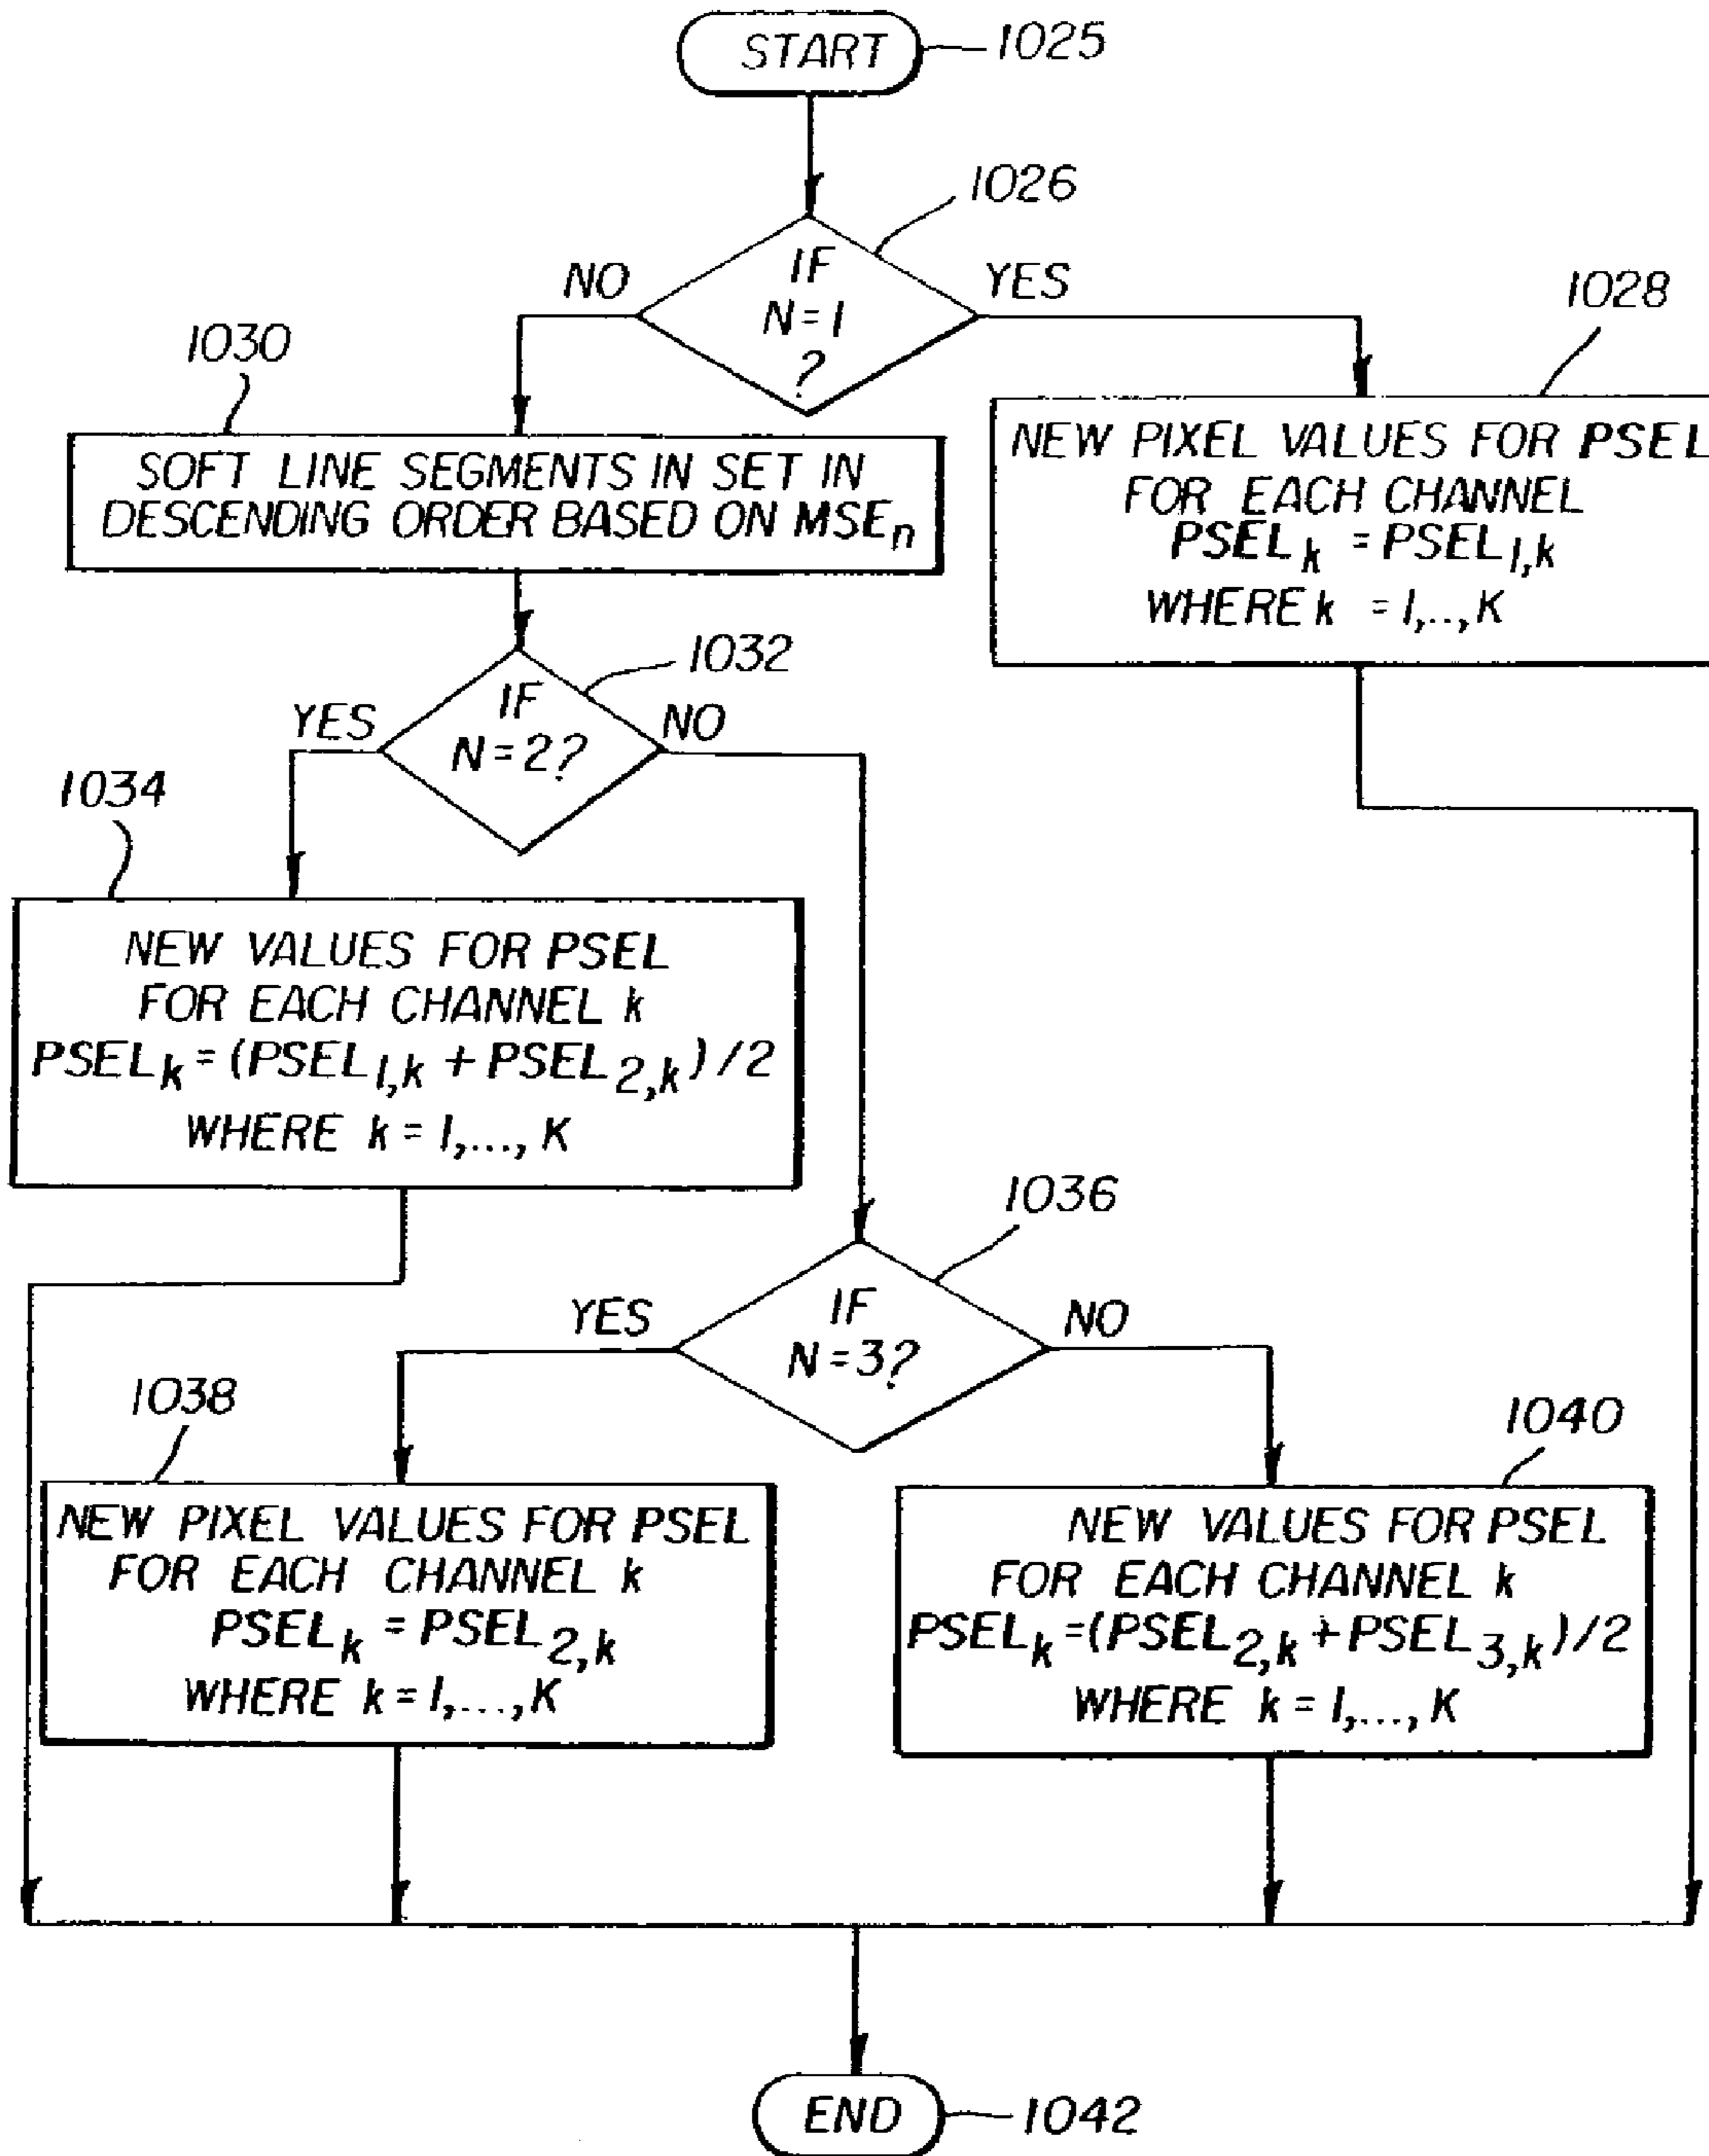 START
1025
1026
IF
N=1
?
NO
YES
1028
1030
NEW PIXEL VALUES FOR PSEL
FOR EACH CHANNEL
PSELk = PSEL1,k
WHERE k = 1,..,K
SOFT LINE SEGMENTS IN SET IN
DESCENDING ORDER BASED ON MSEn
1032
IF
N=2?
YES
NO
1034
NEW VALUES FOR PSEL
FOR EACH CHANNEL k
PSELk = (PSEL1,k + PSEL2,k)/2
WHERE k = 1,..., K
1036
IF
N=3?
YES
NO
1038
NEW PIXEL VALUES FOR PSEL
FOR EACH CHANNEL k
PSELk = PSEL2,k
WHERE k = 1,...,K
1040
NEW VALUES FOR PSEL
FOR EACH CHANNEL k
PSELk = (PSEL2,k + PSEL3,k)/2
WHERE k = 1,..., K
END
1042